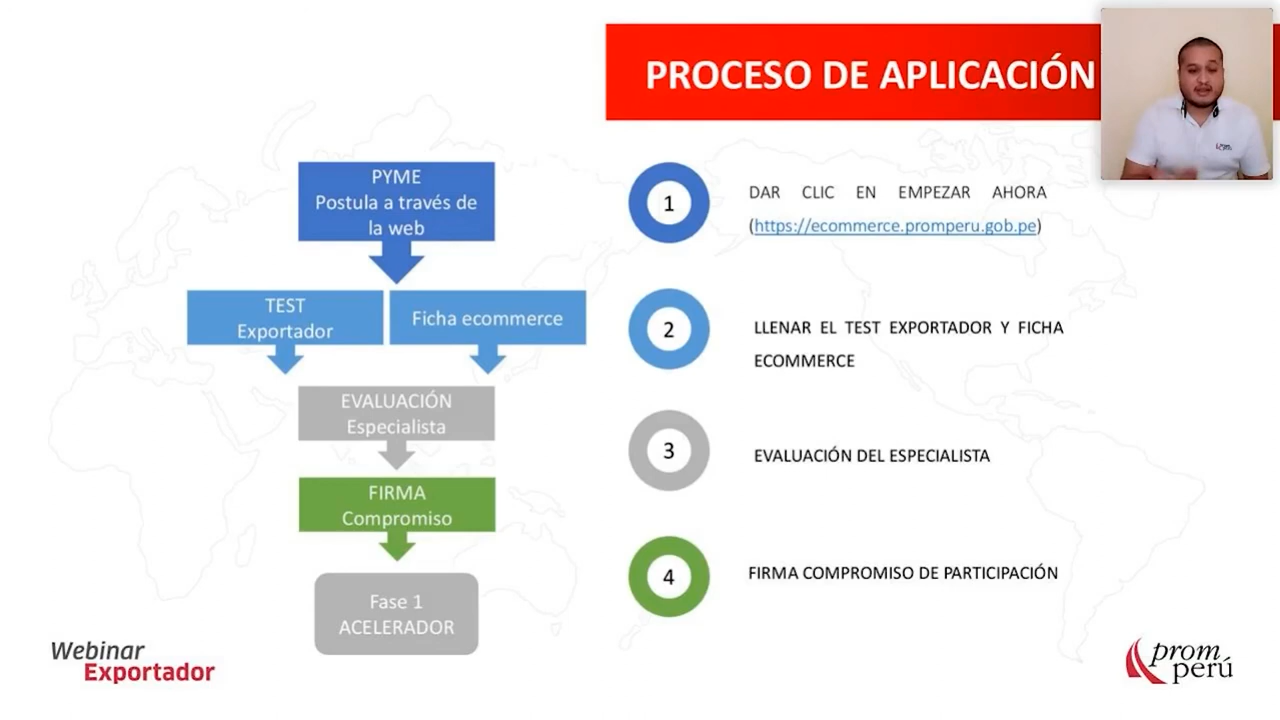 PROCESO DE APLICACIÓN
PYME
Postula a través de
la web
TEST
Exportador
Ficha ecommerce
EVALUACIÓN
Especialista
FIRMA
Compromiso
Fase 1
ACELERADOR
1
DAR CLIC EN EMPEZAR AHORA
(https://ecommerce.promperu.gob.pe)
2
LLENAR EL TEST EXPORTADOR Y FICHA
ECOMMERCE
3
EVALUACIÓN DEL ESPECIALISTA
4
FIRMA COMPROMISO DE PARTICIPACIÓN
Webinar
Exportador
prom
perú